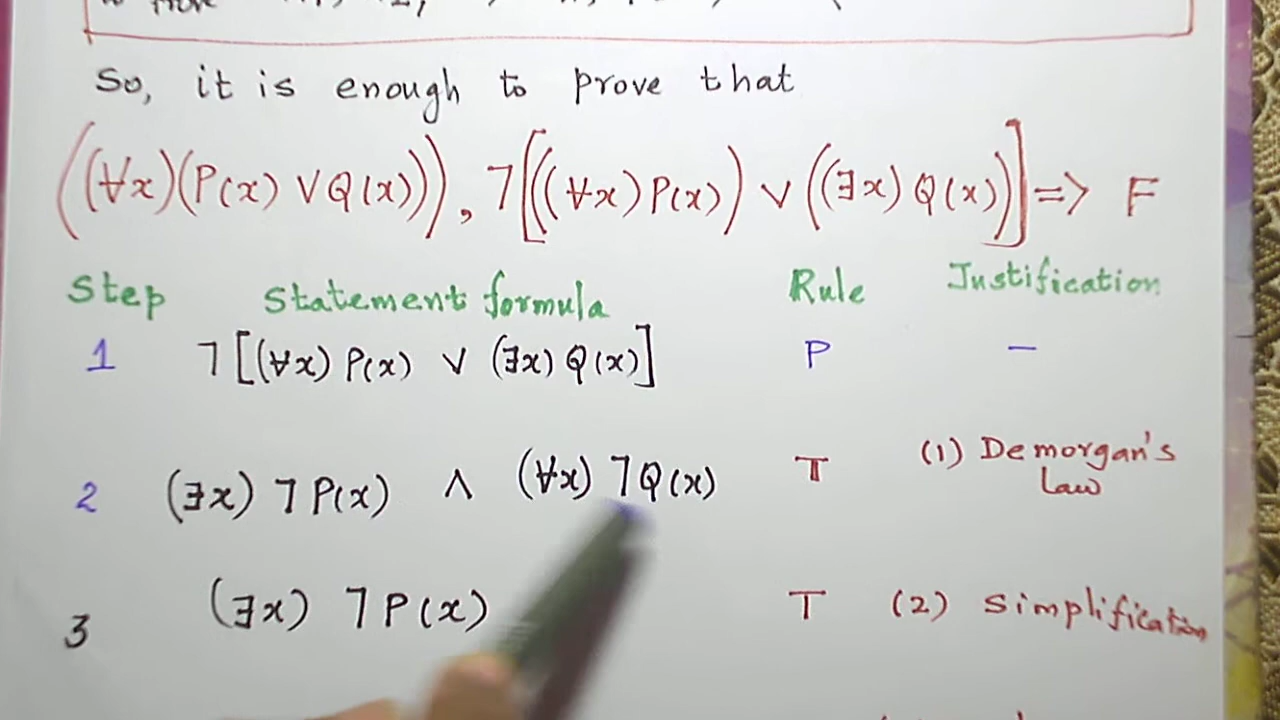 So, it is enough to prove that
((∀x)(P(x) ∨ Q(x))), ¬[((∀x) P(x)) ∨ ((∃x) Q(x))] => F
Step Statement formula Rule Justification
1 ¬[(∀x) P(x) ∨ (∃x) Q(x)] P –
2 (∃x) ¬P(x) ∧ (∀x) ¬Q(x) T (1) Demorgan's
Law
3 (∃x) ¬P(x) T (2) Simplification